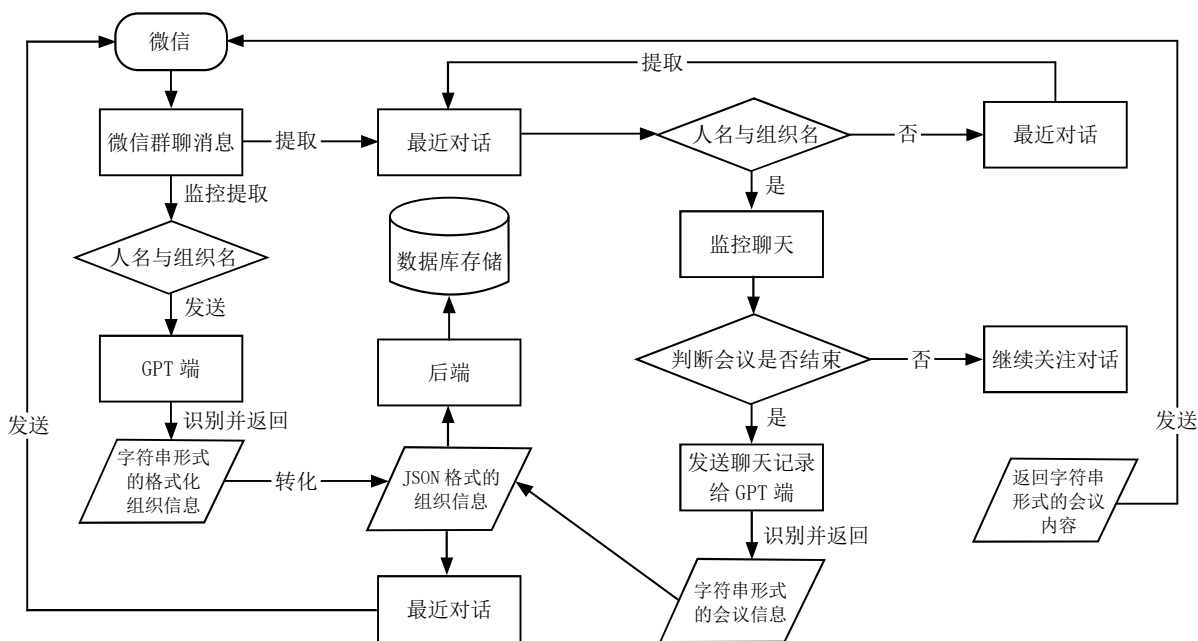 微信
微信群聊消息
提取
最近对话
人名与组织名
否
最近对话
提取
监控提取
是
人名与组织名
数据库存储
监控聊天
发送
GPT 端
后端
判断会议是否结束
否
继续关注对话
发送
识别并返回
是
发送
字符串形式
的格式化
组织信息
转化
JSON 格式的
组织信息
发送聊天记录
给 GPT 端
返回字符串
形式的会议
内容
识别并返回
最近对话
字符串形式
的会议信息